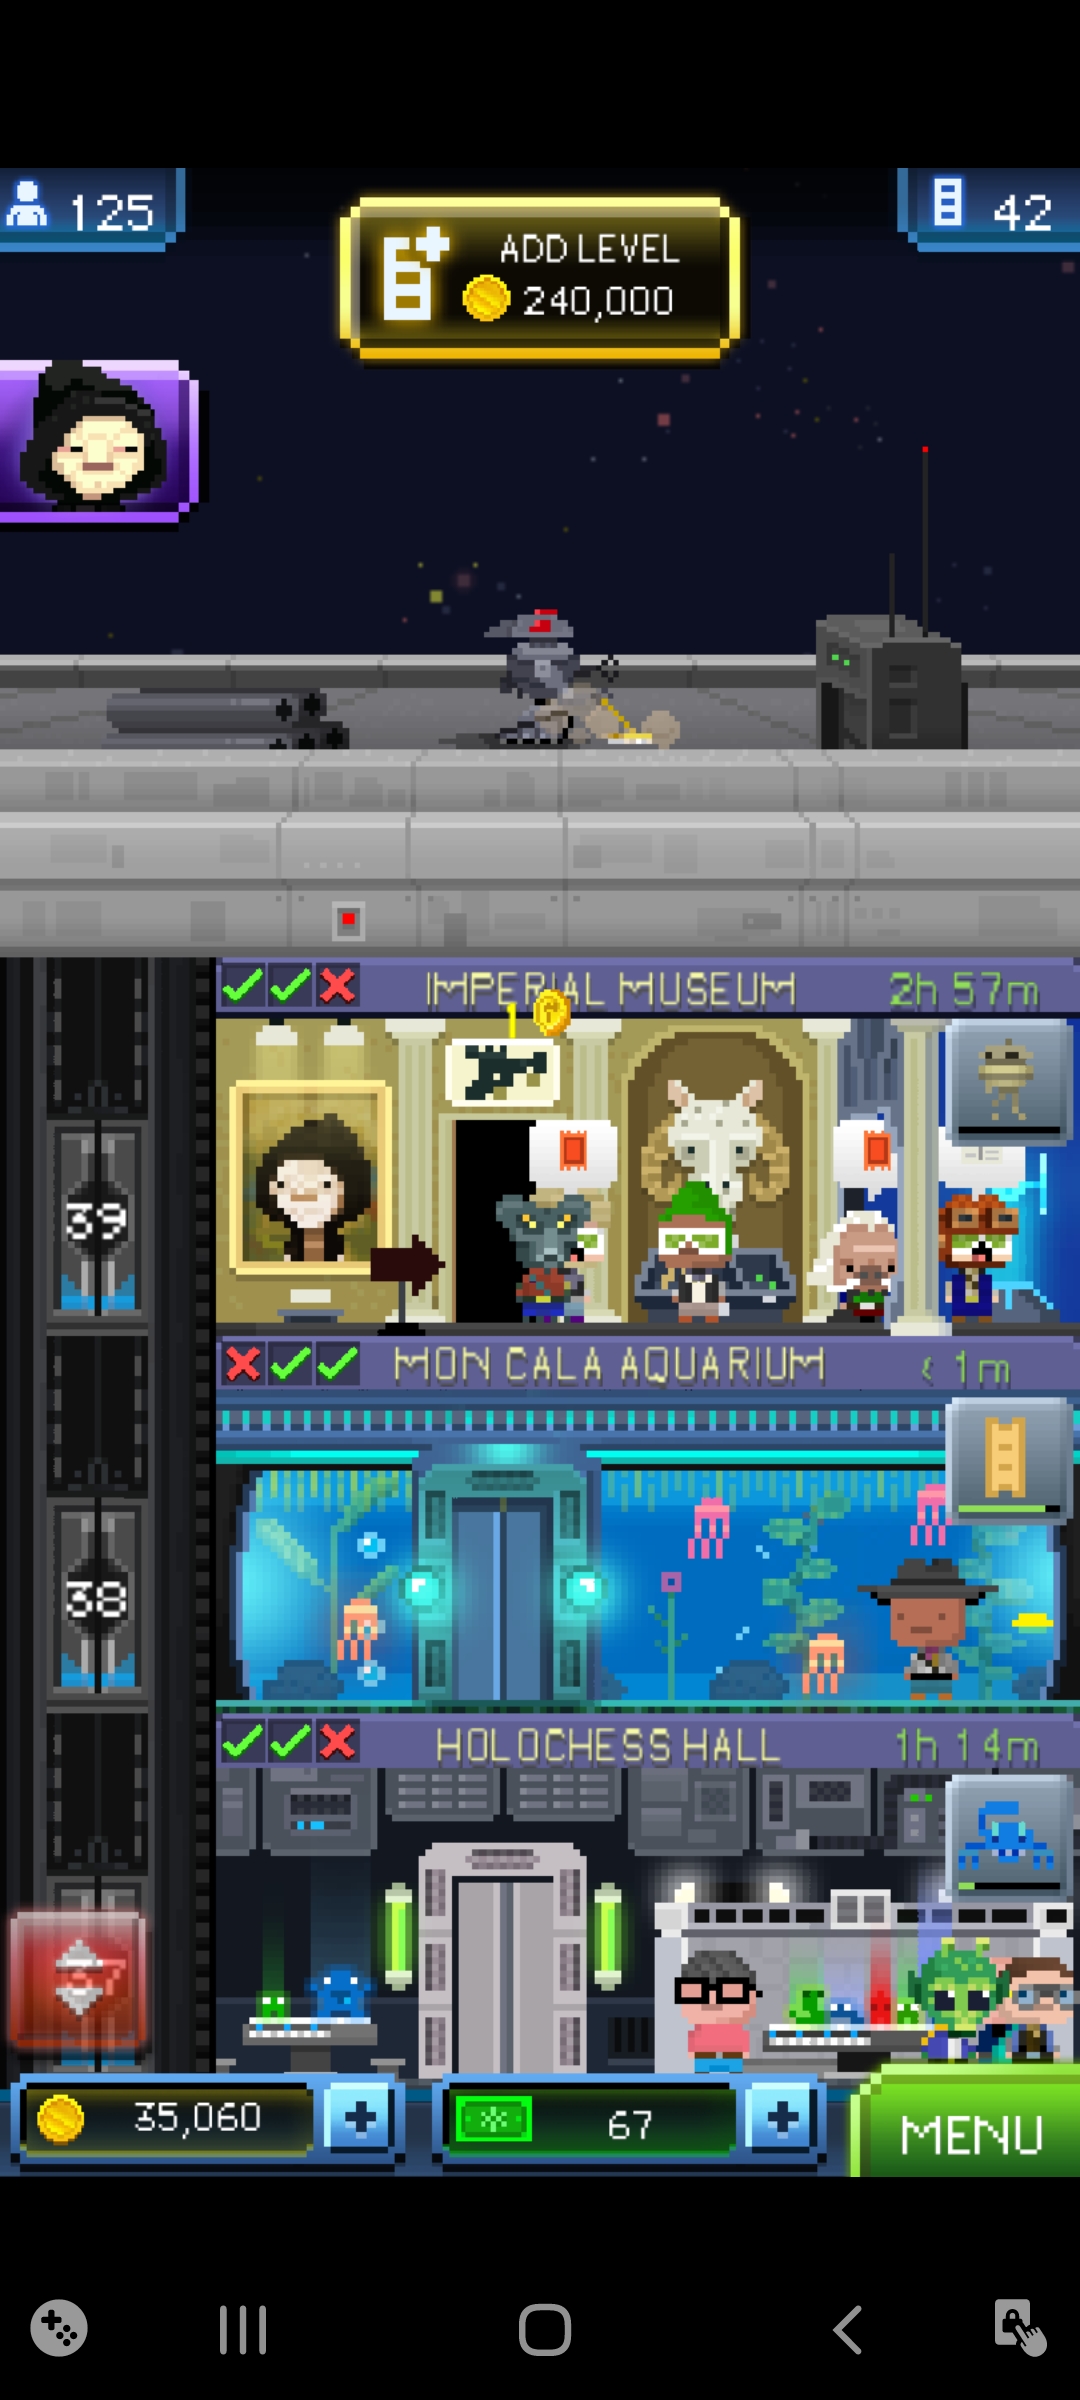 125
ADD LEVEL
240,000
42
IMPERIAL MUSEUM
2h 57m
1
39
MON CALA AQUARIUM
< 1m
38
HOLOCHESS HALL
1h 14m
35,060
67
MENU